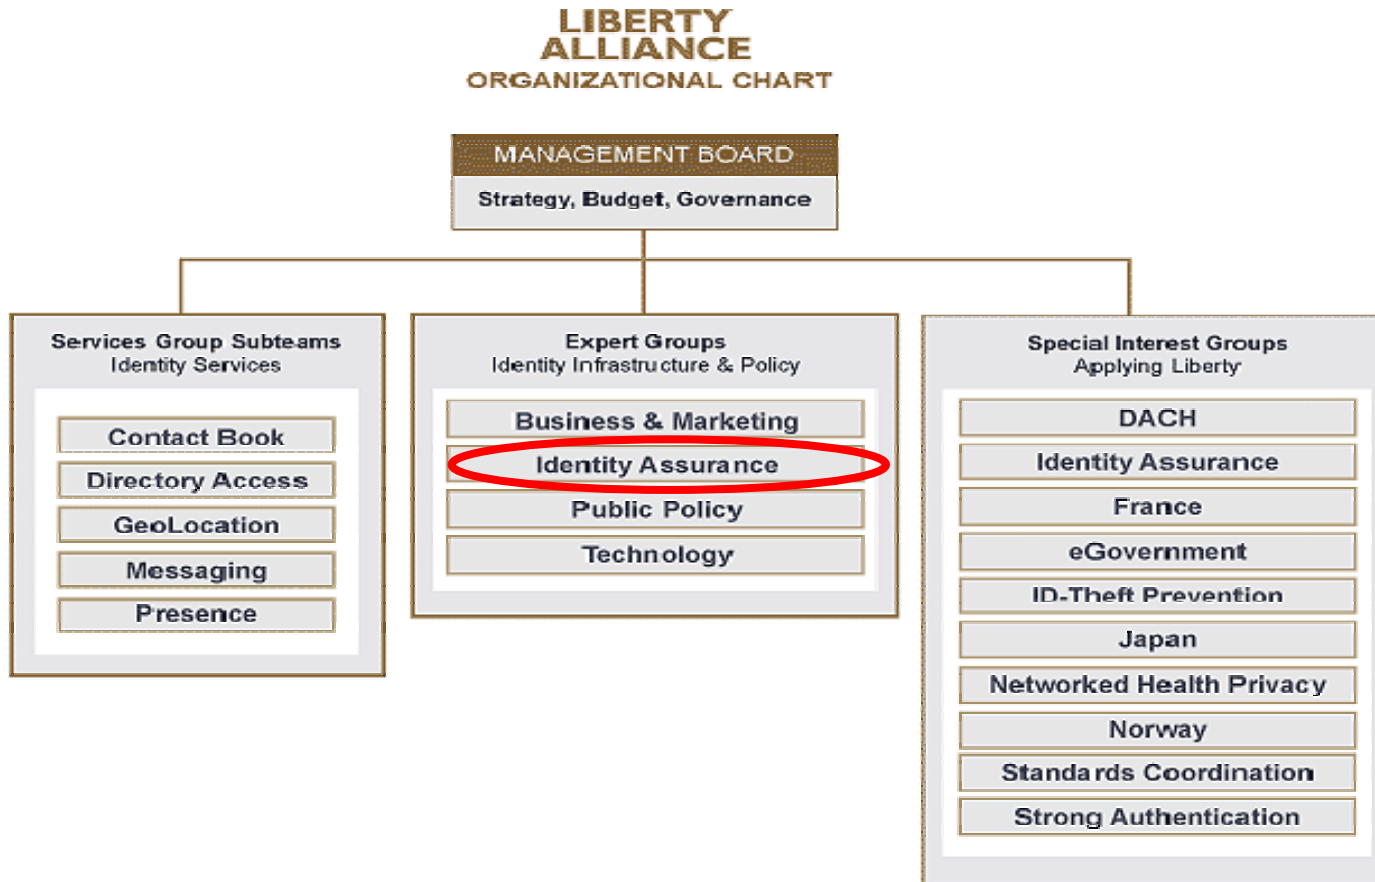 LIBERTY
ALLIANCE
ORGANIZATIONAL CHART
MANAGEMENT BOARD
Strategy, Budget, Governance
Services Group Subteams
Identity Services
Contact Book
Directory Access
GeoLocation
Messaging
Presence
Expert Groups
Identity Infrastructure & Policy
Business & Marketing
Identity Assurance
Public Policy
Technology
Special Interest Groups
Applying Liberty
DACH
Identity Assurance
France
eGovernment
ID-Theft Prevention
Japan
Networked Health Privacy
Norway
Standards Coordination
Strong Authentication